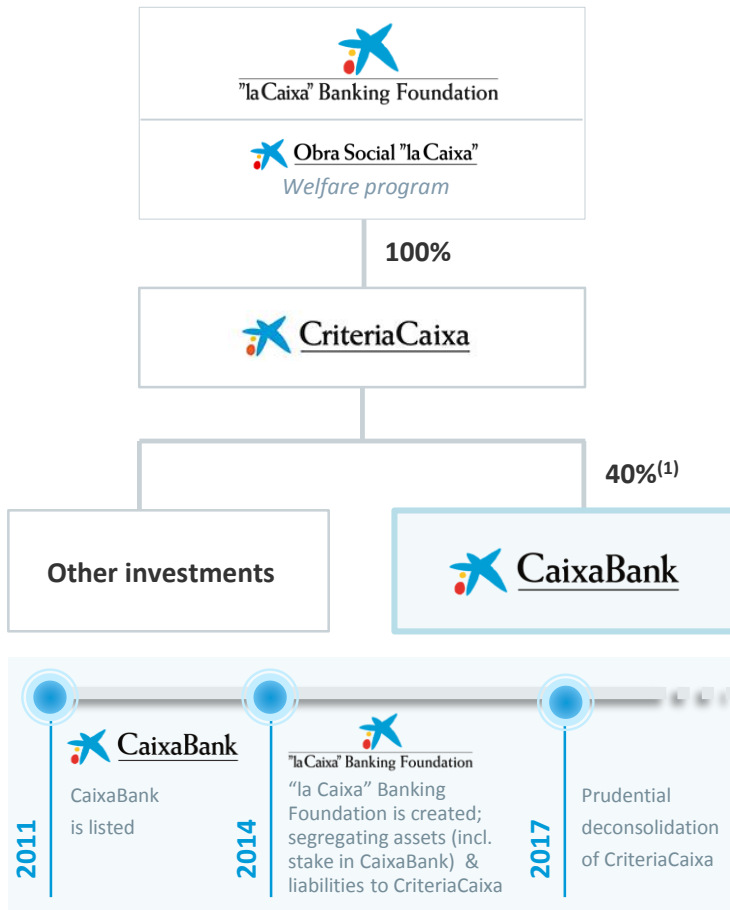 "la Caixa" Banking Foundation
Obra Social "la Caixa"
Welfare program
100%
CriteriaCaixa
40%(1)
Other investments
CaixaBank
2011
CaixaBank
CaixaBank
is listed
2014
"la Caixa" Banking Foundation
“la Caixa” Banking
Foundation is created;
segregating assets (incl.
stake in CaixaBank) &
liabilities to CriteriaCaixa
2017
Prudential
deconsolidation
of CriteriaCaixa